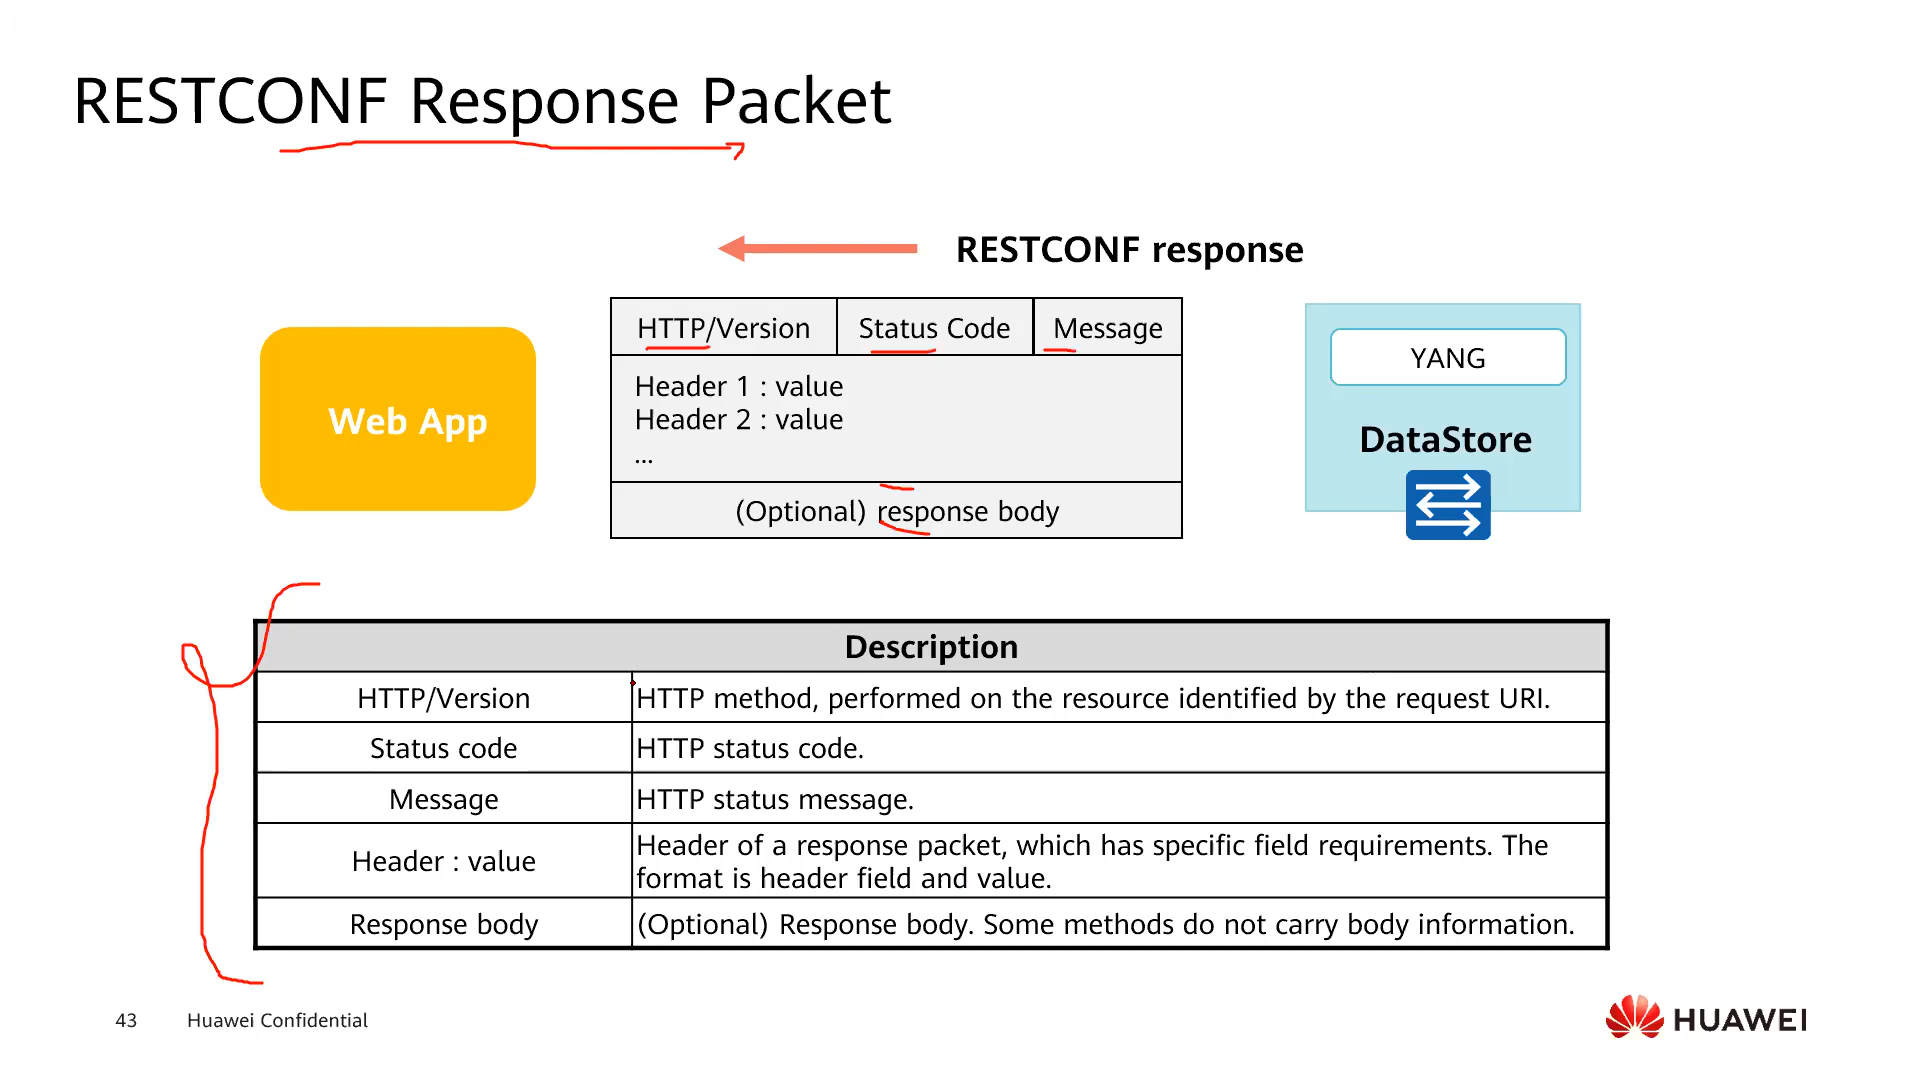 RESTCONF Response Packet
RESTCONF response
HTTP/Version
Status Code
Message
Header 1 : value
Header 2 : value
...
(Optional) response body
Web App
YANG
DataStore
Description
HTTP/Version
HTTP method, performed on the resource identified by the request URI.
Status code
HTTP status code.
Message
HTTP status message.
Header : value
Header of a response packet, which has specific field requirements. The
format is header field and value.
Response body
(Optional) Response body. Some methods do not carry body information.
43
Huawei Confidential
HUAWEI